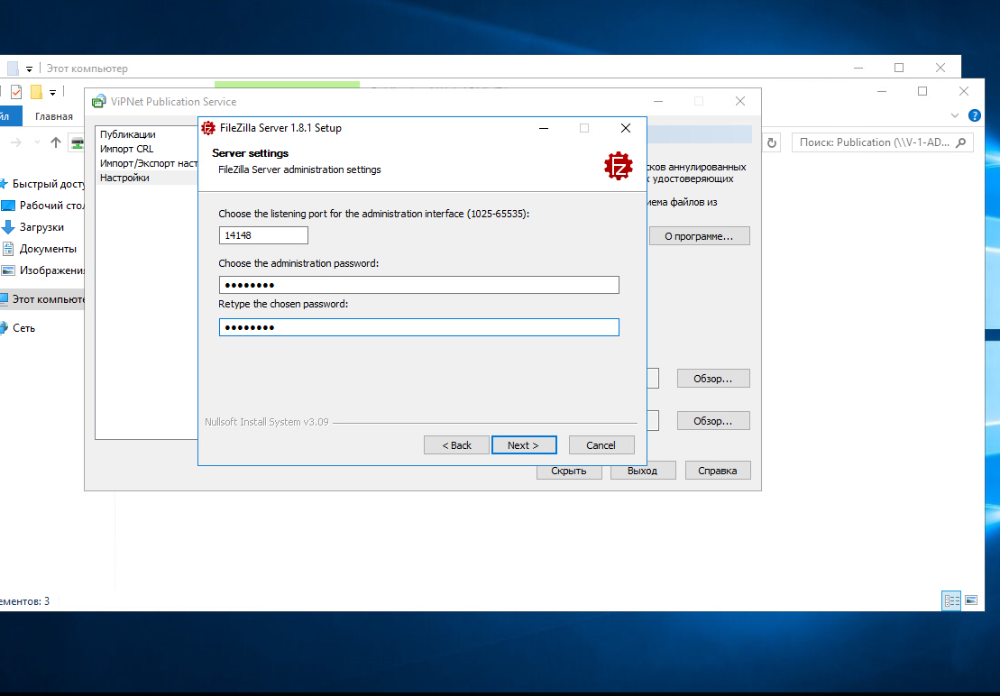 Этот компьютер
Главная
ViPNet Publication Service
Публикации
Импорт CRL
Импорт/Экспорт наст
Настройки
FileZilla Server 1.8.1 Setup
Server settings
FileZilla Server administration settings
Choose the listening port for the administration interface (1025-65535):
14148
Choose the administration password:
••••••••
Retype the chosen password:
••••••••
Nullsoft Install System v3.09
< Back
Next >
Cancel
аннулированных
удостоверяющих
файлов из
О программе...
Обзор...
Обзор...
Скрыть
Выход
Справка
Поиск: Publication (\\V-1-AD...
Быстрый досту
Рабочий стол
Загрузки
Документы
Изображения
Этот компьюте
Сеть
ементов: 3